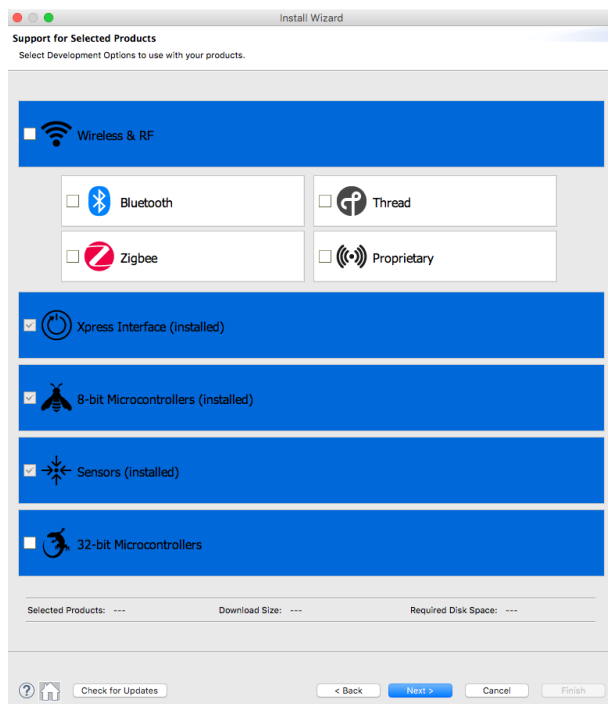 Install Wizard
Support for Selected Products
Select Development Options to use with your products.
Wireless & RF
Bluetooth
Thread
Zigbee
Proprietary
Xpress Interface (installed)
8-bit Microcontrollers (installed)
Sensors (installed)
32-bit Microcontrollers
Selected Products: --- Download Size: --- Required Disk Space: ---
? Check for Updates < Back Next > Cancel Finish